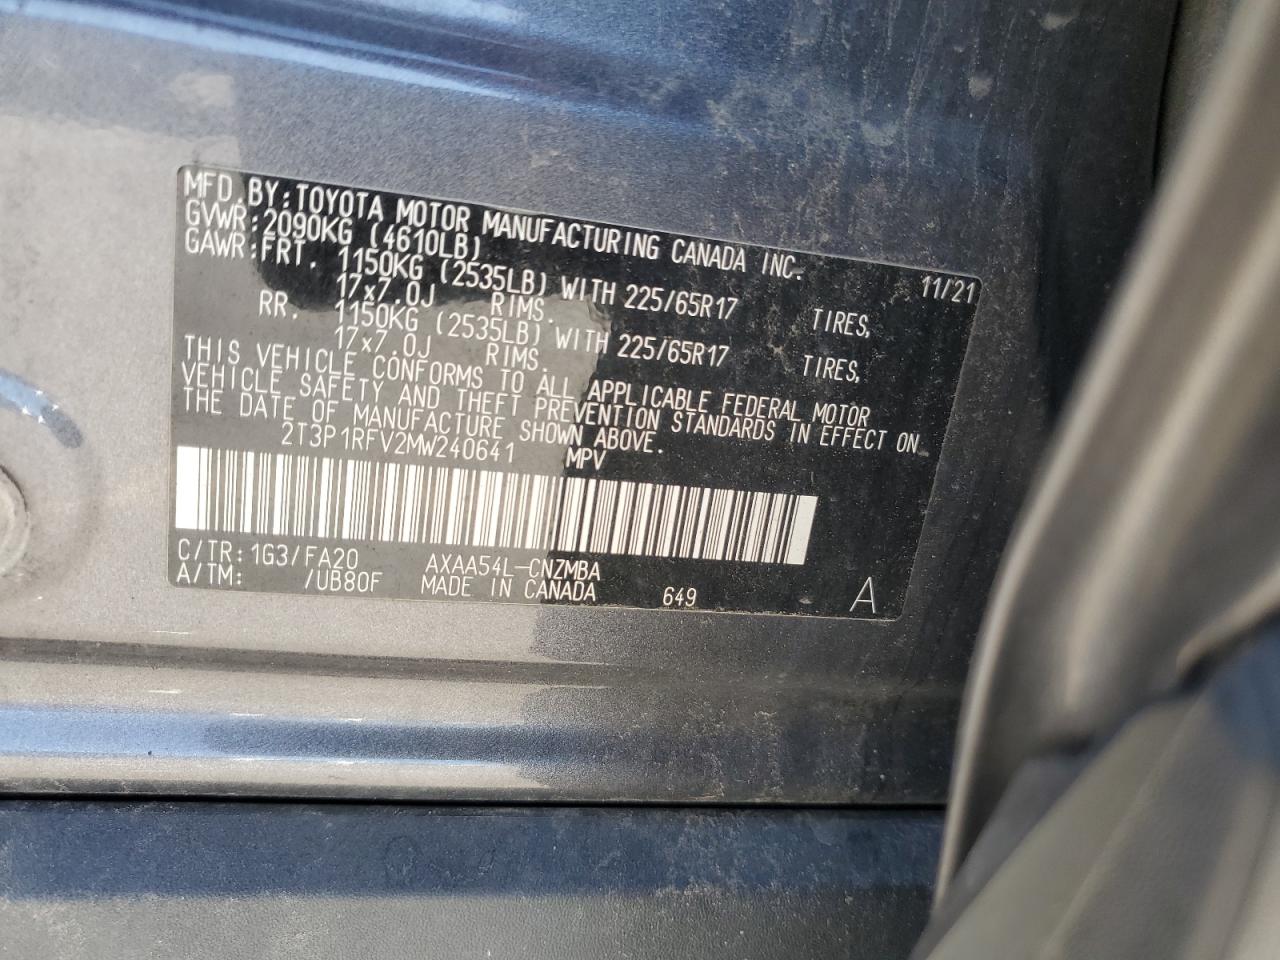 MFD.BY:TOYOTA MOTOR MANUFACTURING CANADA INC.
GVWR:2090KG (4610LB) 11/21
GAWR:FRT. 1150KG (2535LB) WITH 225/65R17 TIRES,
17x7.0J RIMS.
RR. 1150KG (2535LB) WITH 225/65R17 TIRES,
17x7.0J RIMS.
THIS VEHICLE CONFORMS TO ALL APPLICABLE FEDERAL MOTOR
VEHICLE SAFETY AND THEFT PREVENTION STANDARDS IN EFFECT ON
THE DATE OF MANUFACTURE SHOWN ABOVE.
2T3P1RFV2MW240641 MPV
C/TR:1G3/FA20 AXAA54L-CNZMBA
A/TM: /UB80F MADE IN CANADA 649 A